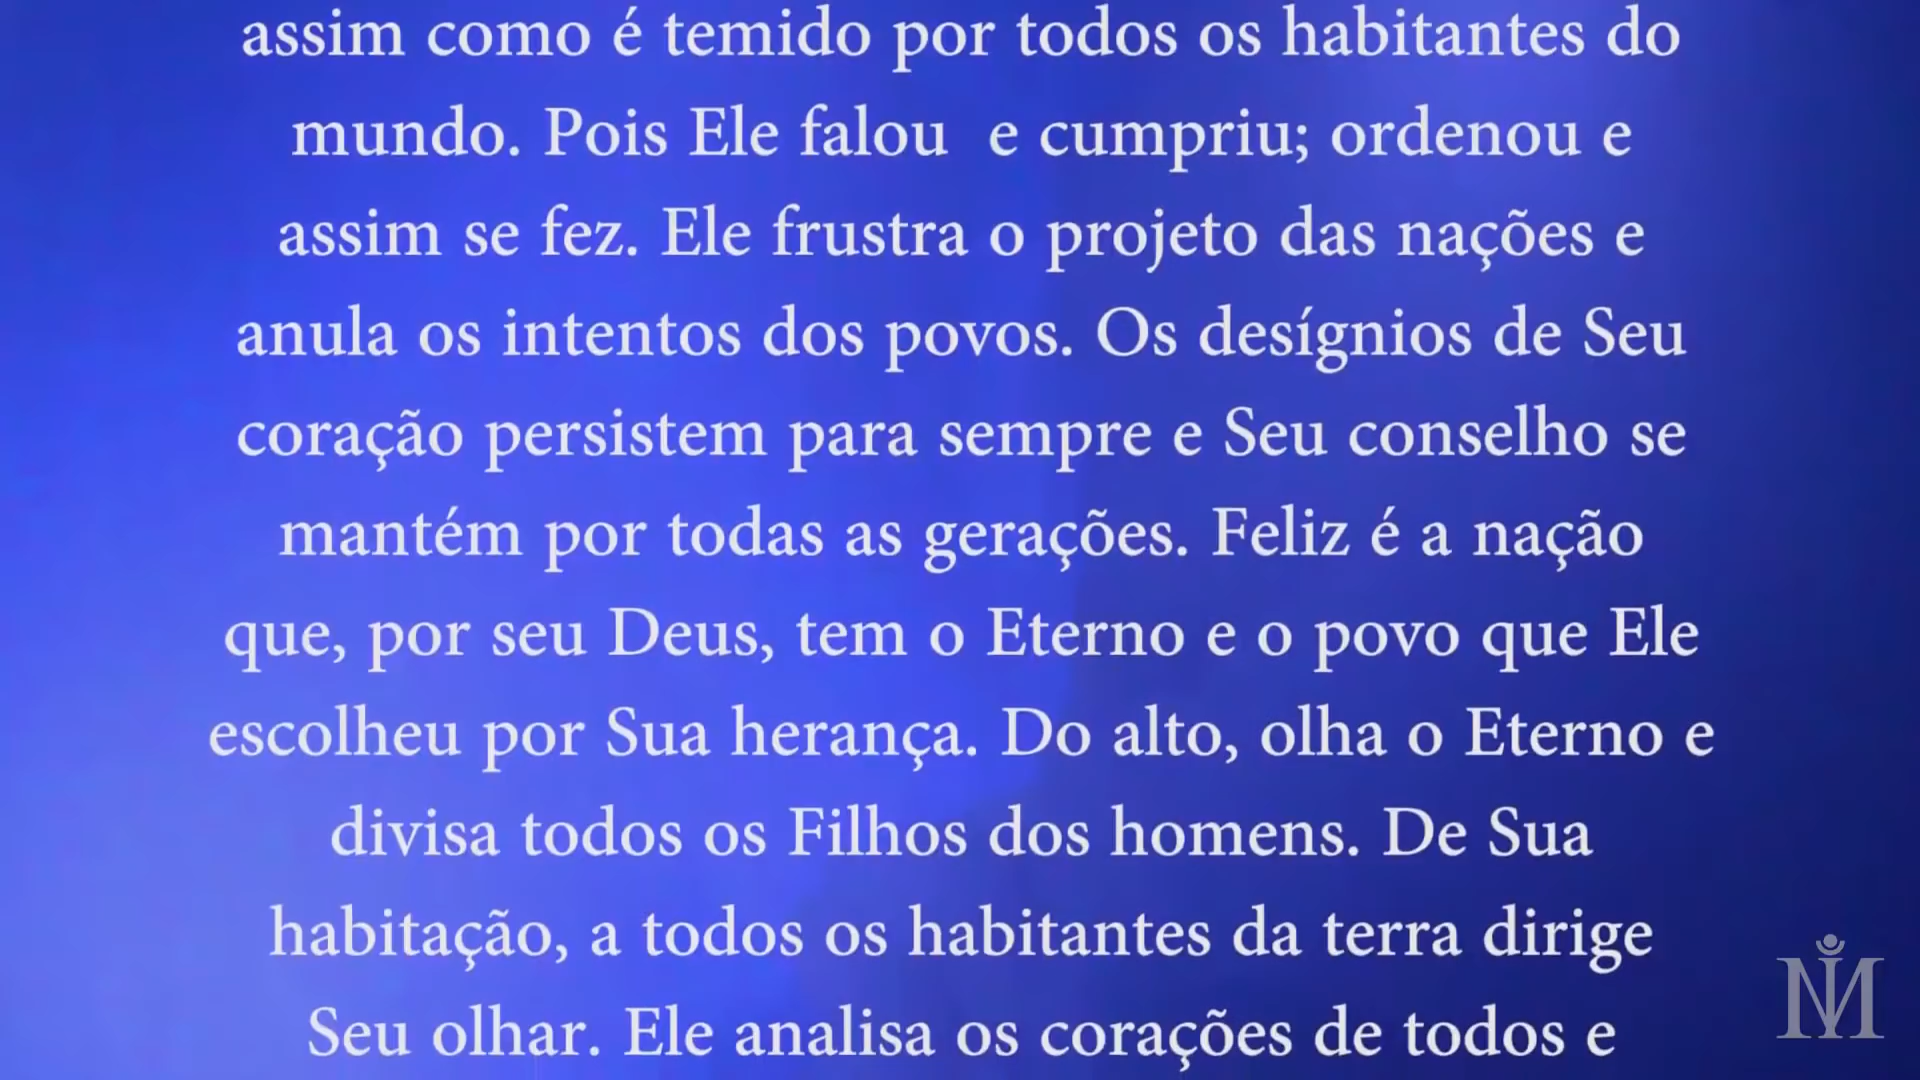 assim como é temido por todos os habitantes do
mundo. Pois Ele falou  e cumpriu; ordenou e
assim se fez. Ele frustra o projeto das nações e
anula os intentos dos povos. Os desígnios de Seu
coração persistem para sempre e Seu conselho se
mantém por todas as gerações. Feliz é a nação
que, por seu Deus, tem o Eterno e o povo que Ele
escolheu por Sua herança. Do alto, olha o Eterno e
divisa todos os Filhos dos homens. De Sua
habitação, a todos os habitantes da terra dirige
Seu olhar. Ele analisa os corações de todos e
IM